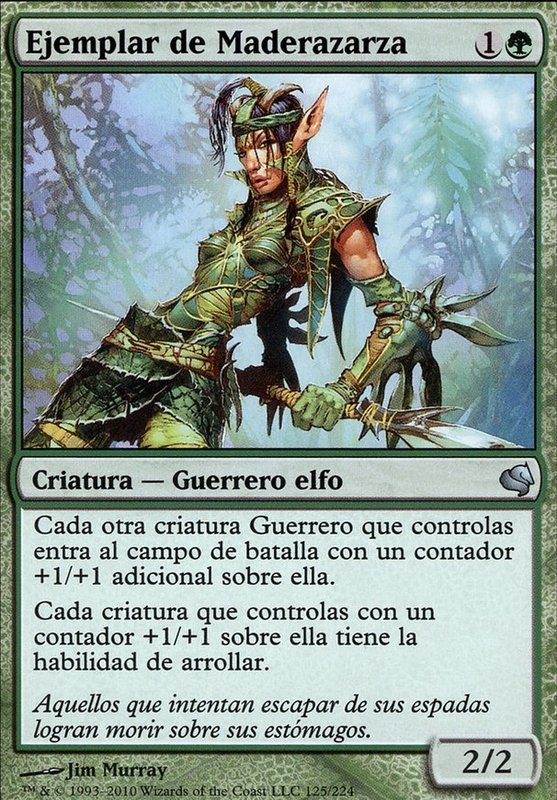 Ejemplar de Maderazarza 1
Criatura — Guerrero elfo
Cada otra criatura Guerrero que controlas
entra al campo de batalla con un contador
+1/+1 adicional sobre ella.
Cada criatura que controlas con un
contador +1/+1 sobre ella tiene la
habilidad de arrollar.
Aquellos que intentan escapar de sus espadas
logran morir sobre sus estómagos.
2/2
Jim Murray
™ & © 1993–2010 Wizards of the Coast LLC 125/224